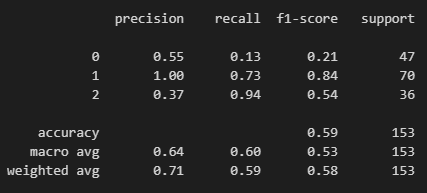 precision recall f1-score support
0 0.55 0.13 0.21 47
1 1.00 0.73 0.84 70
2 0.37 0.94 0.54 36
accuracy 0.59 153
macro avg 0.64 0.60 0.53 153
weighted avg 0.71 0.59 0.58 153